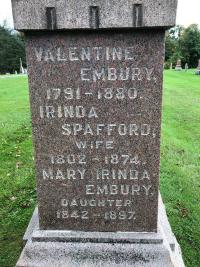 VALENTINE
EMBURY.
1791-1880.
IRINDA
SPAFFORD,
WIFE
1802-1874.
MARY IRINDA
EMBURY.
DAUGHTER
1842-1897.